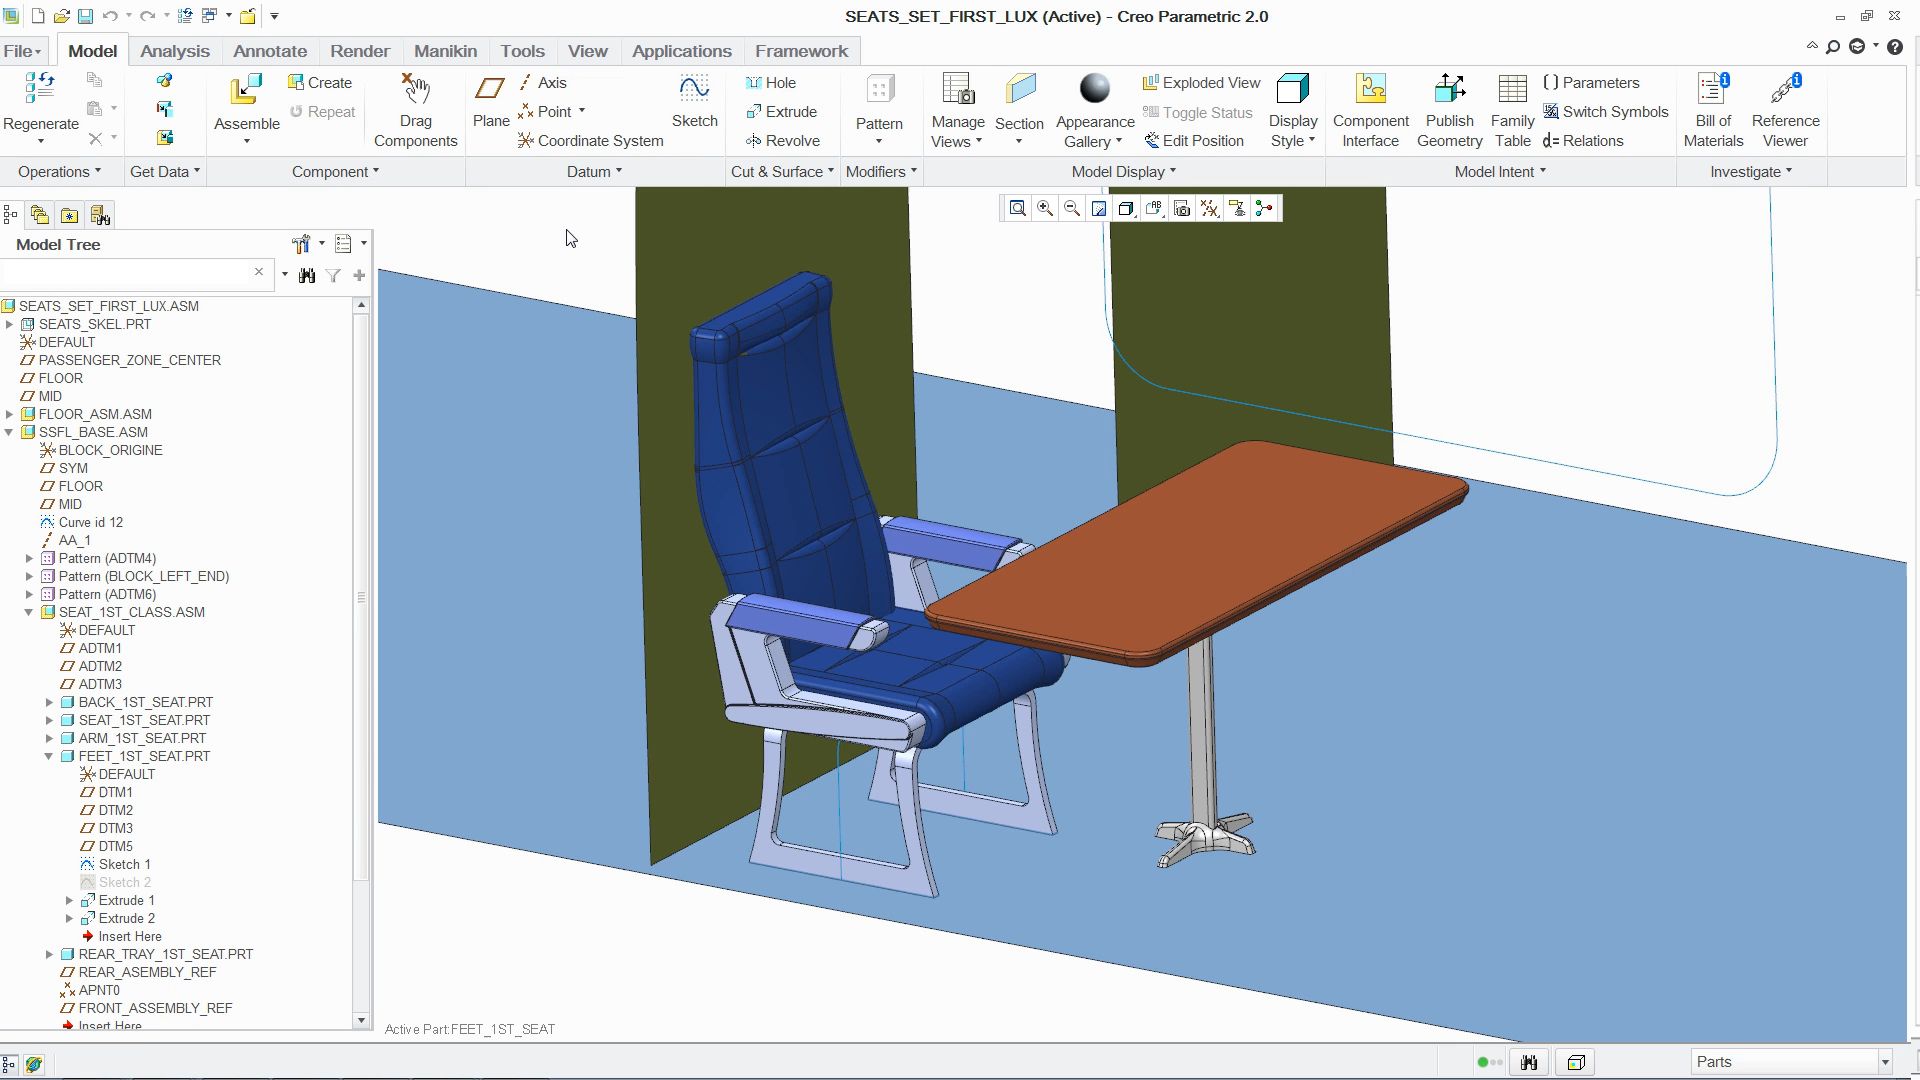 SEATS_SET_FIRST_LUX (Active) - Creo Parametric 2.0
File Model Analysis Annotate Render Manikin Tools View Applications Framework
Regenerate
Operations
Get Data
Assemble
Create
Repeat
Drag Components
Component
Plane
Axis
Point
Coordinate System
Sketch
Datum
Hole
Extrude
Revolve
Cut & Surface
Pattern
Modifiers
Manage Views
Section
Appearance Gallery
Exploded View
Toggle Status
Edit Position
Display Style
Model Display
Component Interface
Publish Geometry
Family Table
Parameters
Switch Symbols
Relations
Model Intent
Bill of Materials
Reference Viewer
Investigate
Model Tree
SEATS_SET_FIRST_LUX.ASM
SEATS_SKEL.PRT
DEFAULT
PASSENGER_ZONE_CENTER
FLOOR
MID
FLOOR_ASM.ASM
SSFL_BASE.ASM
BLOCK_ORIGINE
SYM
FLOOR
MID
Curve id 12
AA_1
Pattern (ADTM4)
Pattern (BLOCK_LEFT_END)
Pattern (ADTM6)
SEAT_1ST_CLASS.ASM
DEFAULT
ADTM1
ADTM2
ADTM3
BACK_1ST_SEAT.PRT
SEAT_1ST_SEAT.PRT
ARM_1ST_SEAT.PRT
FEET_1ST_SEAT.PRT
DEFAULT
DTM1
DTM2
DTM3
DTM5
Sketch 1
Sketch 2
Extrude 1
Extrude 2
Insert Here
REAR_TRAY_1ST_SEAT.PRT
REAR_ASEMBLY_REF
APNT0
FRONT_ASSEMBLY_REF
Insert Here
Active Part:FEET_1ST_SEAT
Parts